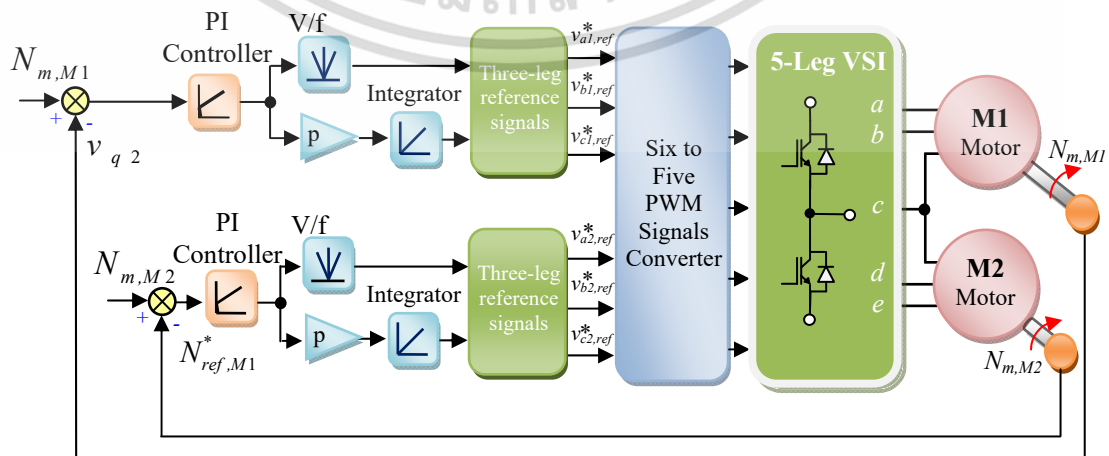 PI
Controller
V/f
N_{m,M1}
+
-
v_{q 2}
p
Integrator
Three-leg
reference
signals
v^*_{a1,ref}
v^*_{b1,ref}
v^*_{c1,ref}
Six to
Five
PWM
Signals
Converter
5-Leg VSI
a
b
c
d
e
M1
Motor
N_{m,M1}
M2
Motor
N_{m,M2}
PI
Controller
V/f
N_{m,M2}
+
-
N^*_{ref,M1}
p
Integrator
Three-leg
reference
signals
v^*_{a2,ref}
v^*_{b2,ref}
v^*_{c2,ref}